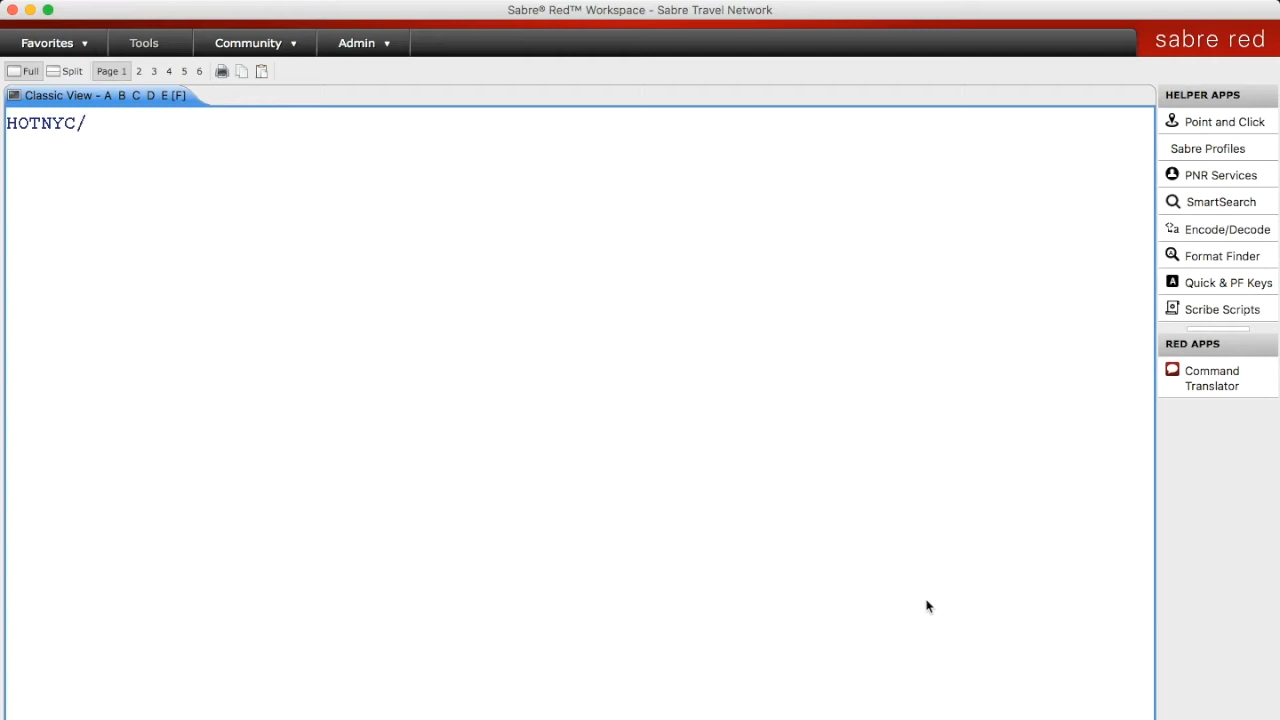 Sabre® Red™ Workspace - Sabre Travel Network
Favorites ▼ Tools Community ▼ Admin ▼ sabre red
Full Split Page 1 2 3 4 5 6
Classic View - A B C D E [F]
HOTNYC/
HELPER APPS
Point and Click
Sabre Profiles
PNR Services
SmartSearch
Encode/Decode
Format Finder
Quick & PF Keys
Scribe Scripts
RED APPS
Command
Translator